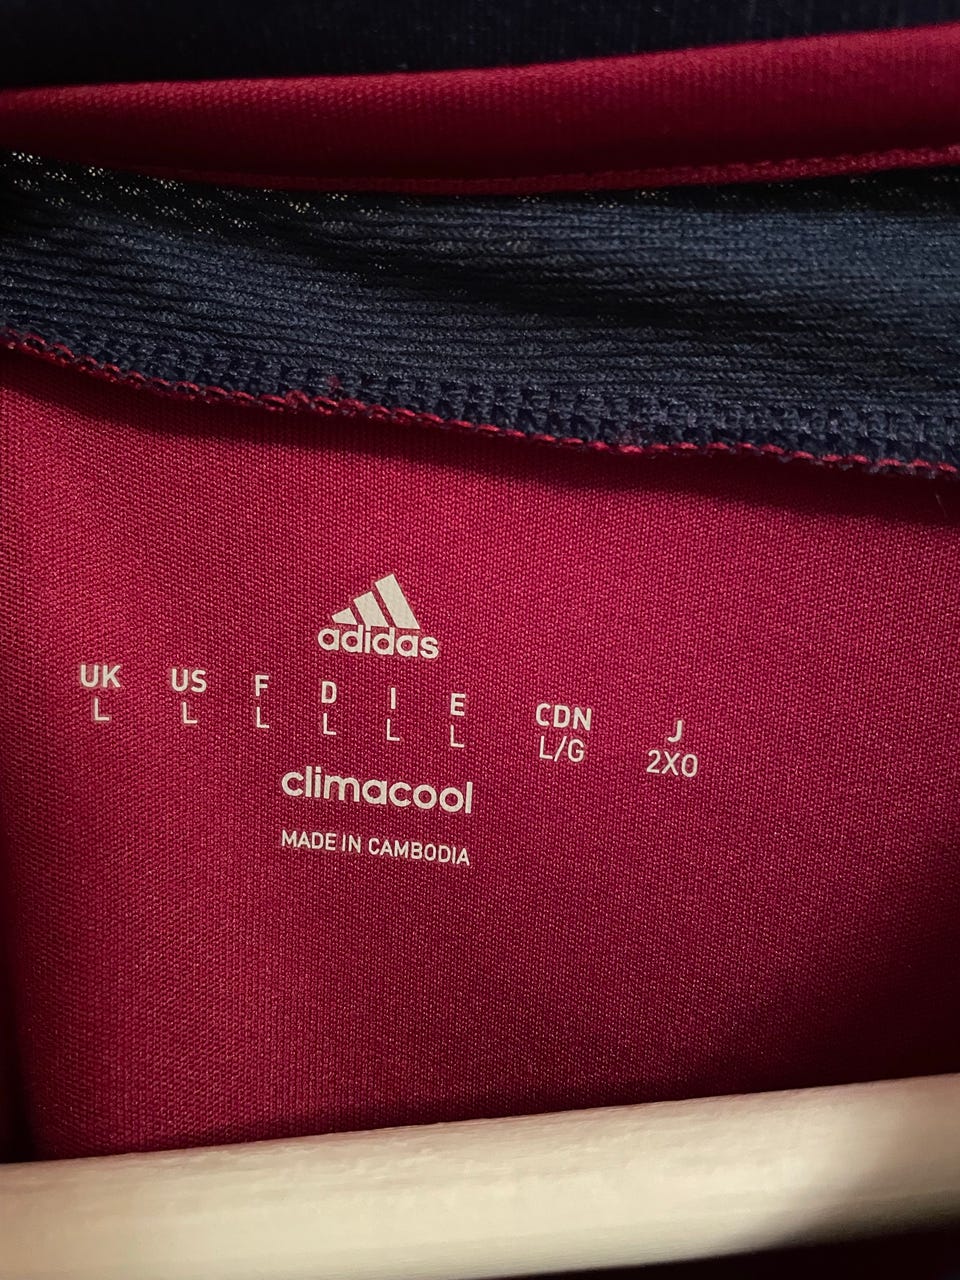 adidas
UK US F D I E CDN J
L L L L L L L/G 2XO
climacool
MADE IN CAMBODIA